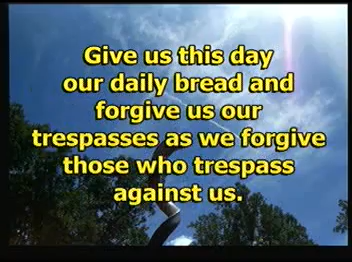 Give us this day
our daily bread and
forgive us our
trespasses as we forgive
those who trespass
against us.